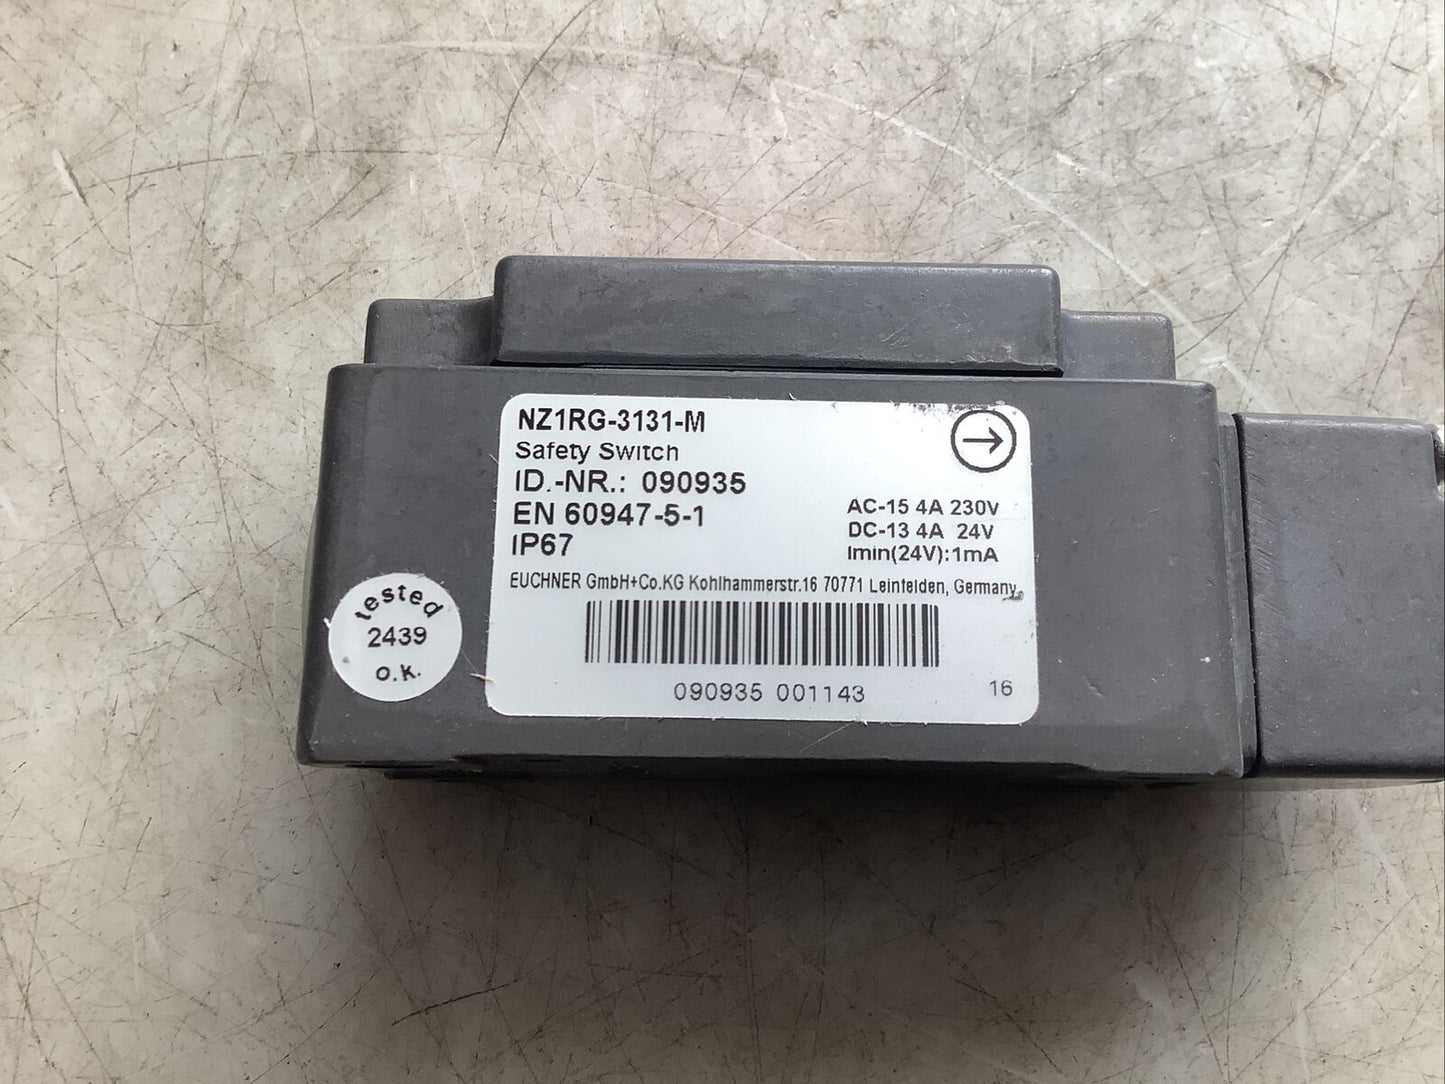 NZ1RG-3131-M
Safety Switch
ID.-NR.: 090935
EN 60947-5-1
IP67
AC-15 4A 230V
DC-13 4A 24V
Imin(24V):1mA
EUCHNER GmbH+Co.KG Kohlhammerstr.16 70771 Leinfelden, Germany
090935 001143
16
tested
2439
o.k.